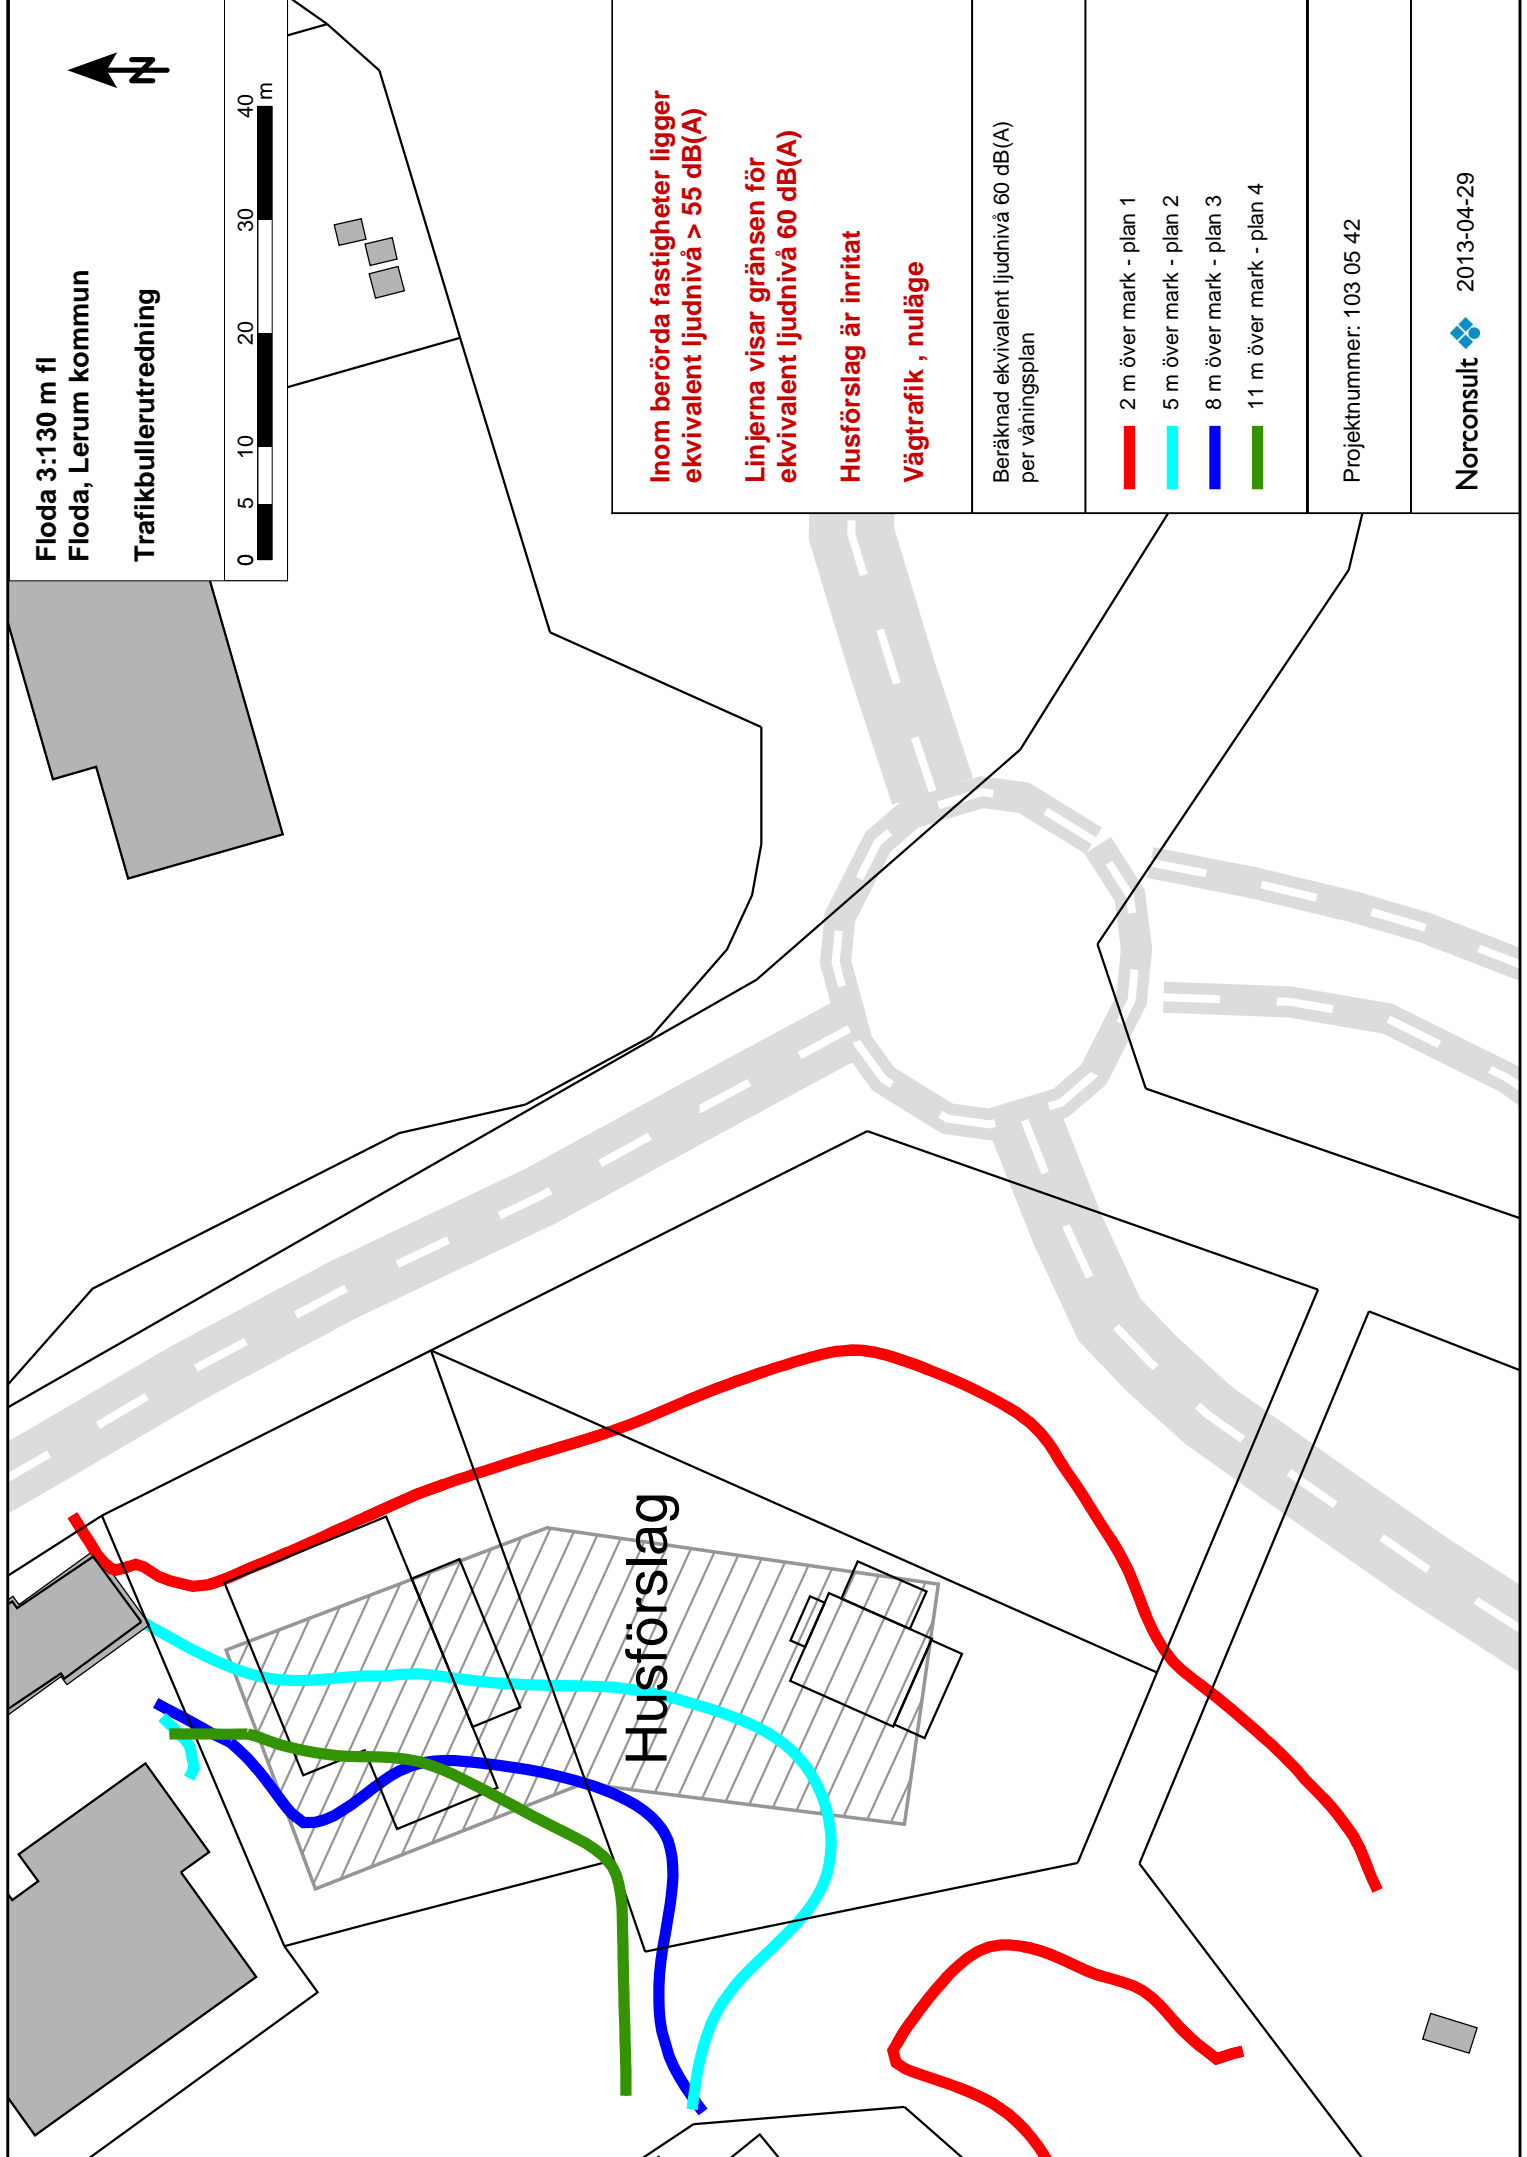 Floda 3:130 m fl
Floda, Lerum kommun
Trafikbullerutredning
N
0 5 10 20 30 40
m
Husförslag
Inom berörda fastigheter ligger
ekvivalent ljudnivå > 55 dB(A)
Linjerna visar gränsen för
ekvivalent ljudnivå 60 dB(A)
Husförslag är inritat
Vägtrafik , nuläge
Beräknad ekvivalent ljudnivå 60 dB(A)
per våningsplan
2 m över mark - plan 1
5 m över mark - plan 2
8 m över mark - plan 3
11 m över mark - plan 4
Projektnummer: 103 05 42
Norconsult 2013-04-29